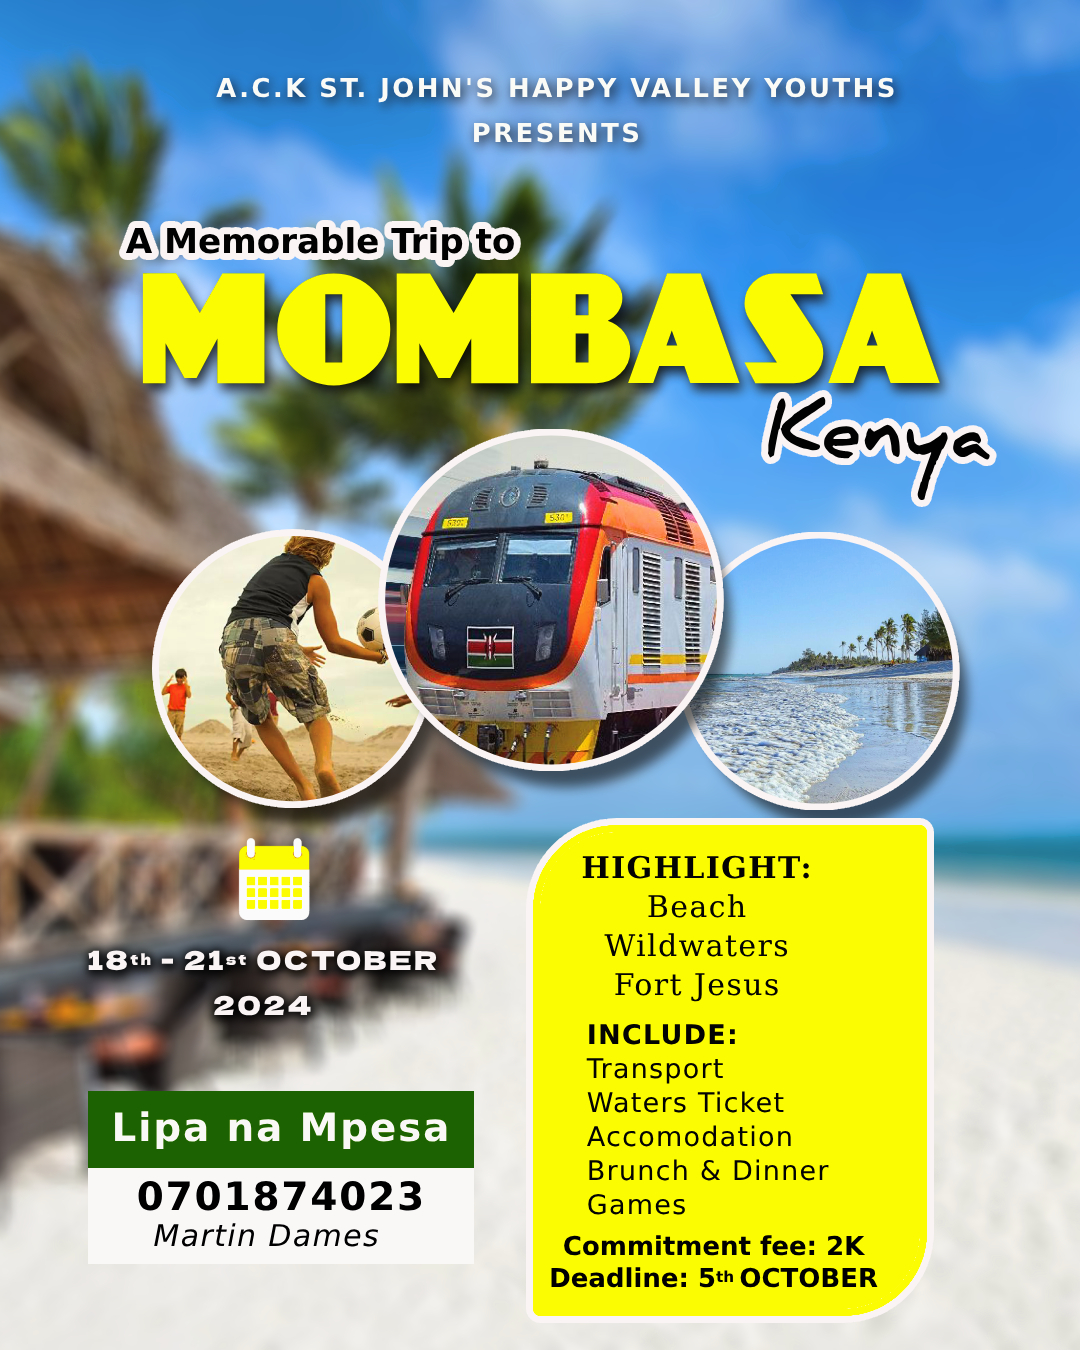 A.C.K ST. JOHN'S HAPPY VALLEY YOUTHS
PRESENTS
A Memorable Trip to
MOMBASA
Kenya
5301
5301
18th - 21st OCTOBER
2024
Lipa na Mpesa
0701874023
Martin Dames
HIGHLIGHT:
Beach
Wildwaters
Fort Jesus
INCLUDE:
Transport
Waters Ticket
Accomodation
Brunch & Dinner
Games
Commitment fee: 2K
Deadline: 5th OCTOBER